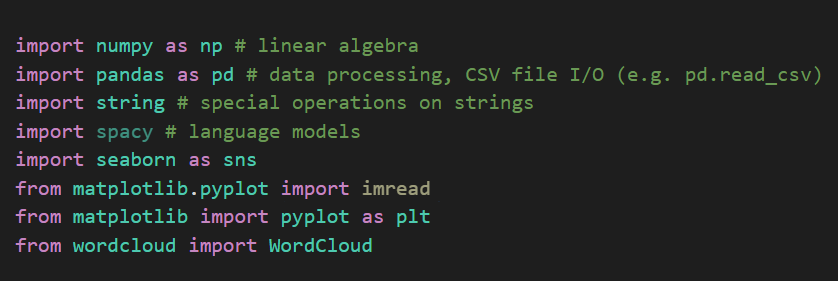 import numpy as np # linear algebra
import pandas as pd # data processing, CSV file I/O (e.g. pd.read_csv)
import string # special operations on strings
import spacy # language models
import seaborn as sns
from matplotlib.pyplot import imread
from matplotlib import pyplot as plt
from wordcloud import WordCloud